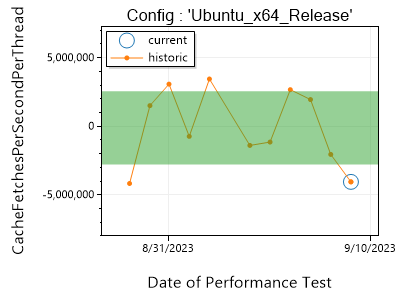 Config : 'Ubuntu_x64_Release'
current
historic
5,000,000
0
-5,000,000
CacheFetchesPerSecondPerThread
8/31/2023
9/10/2023
Date of Performance Test